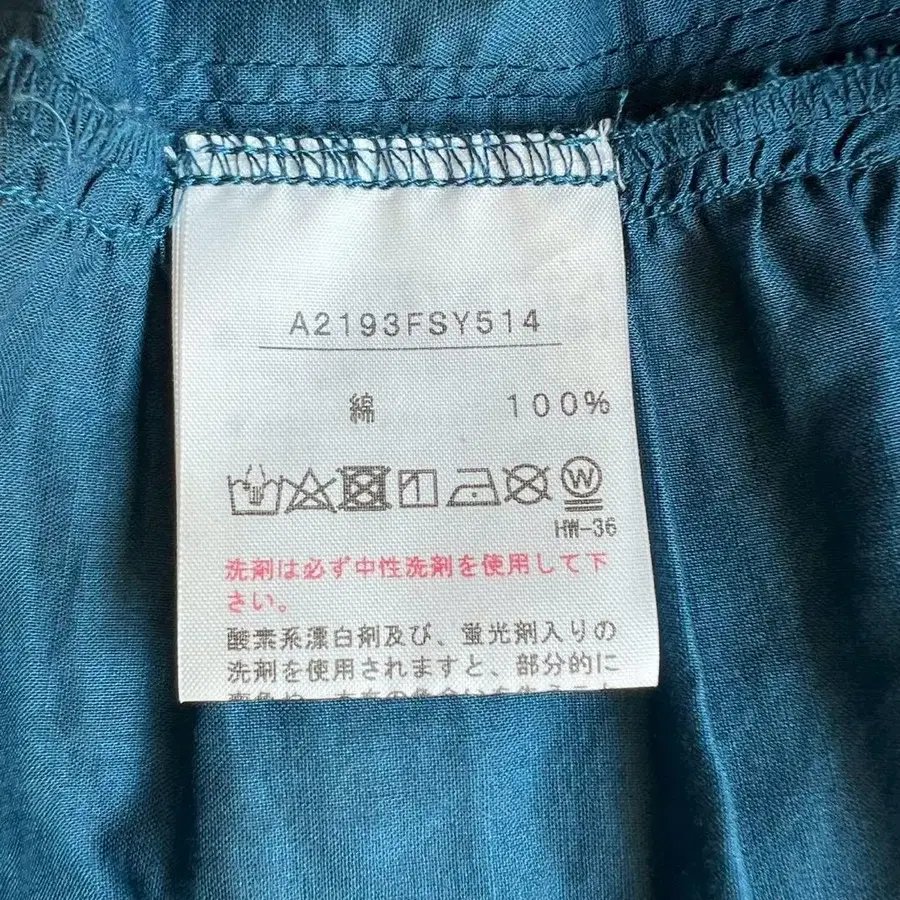 A2193FSY514
綿 100%
W
HW-36
洗剤は必ず中性洗剤を使用して下
さい。
酸素系漂白剤及び、蛍光剤入りの
洗剤を使用されますと、部分的に